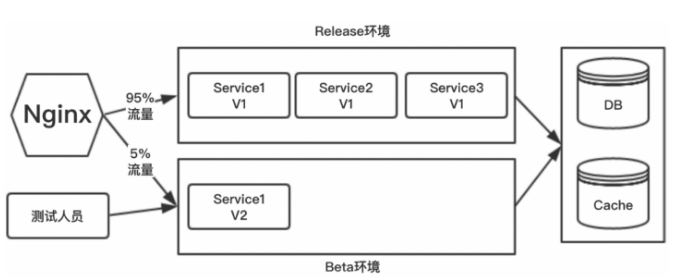 Release环境
Nginx
95%
流量
Service1
V1
Service2
V1
Service3
V1
DB
5%
流量
测试人员
Service1
V2
Cache
Beta环境